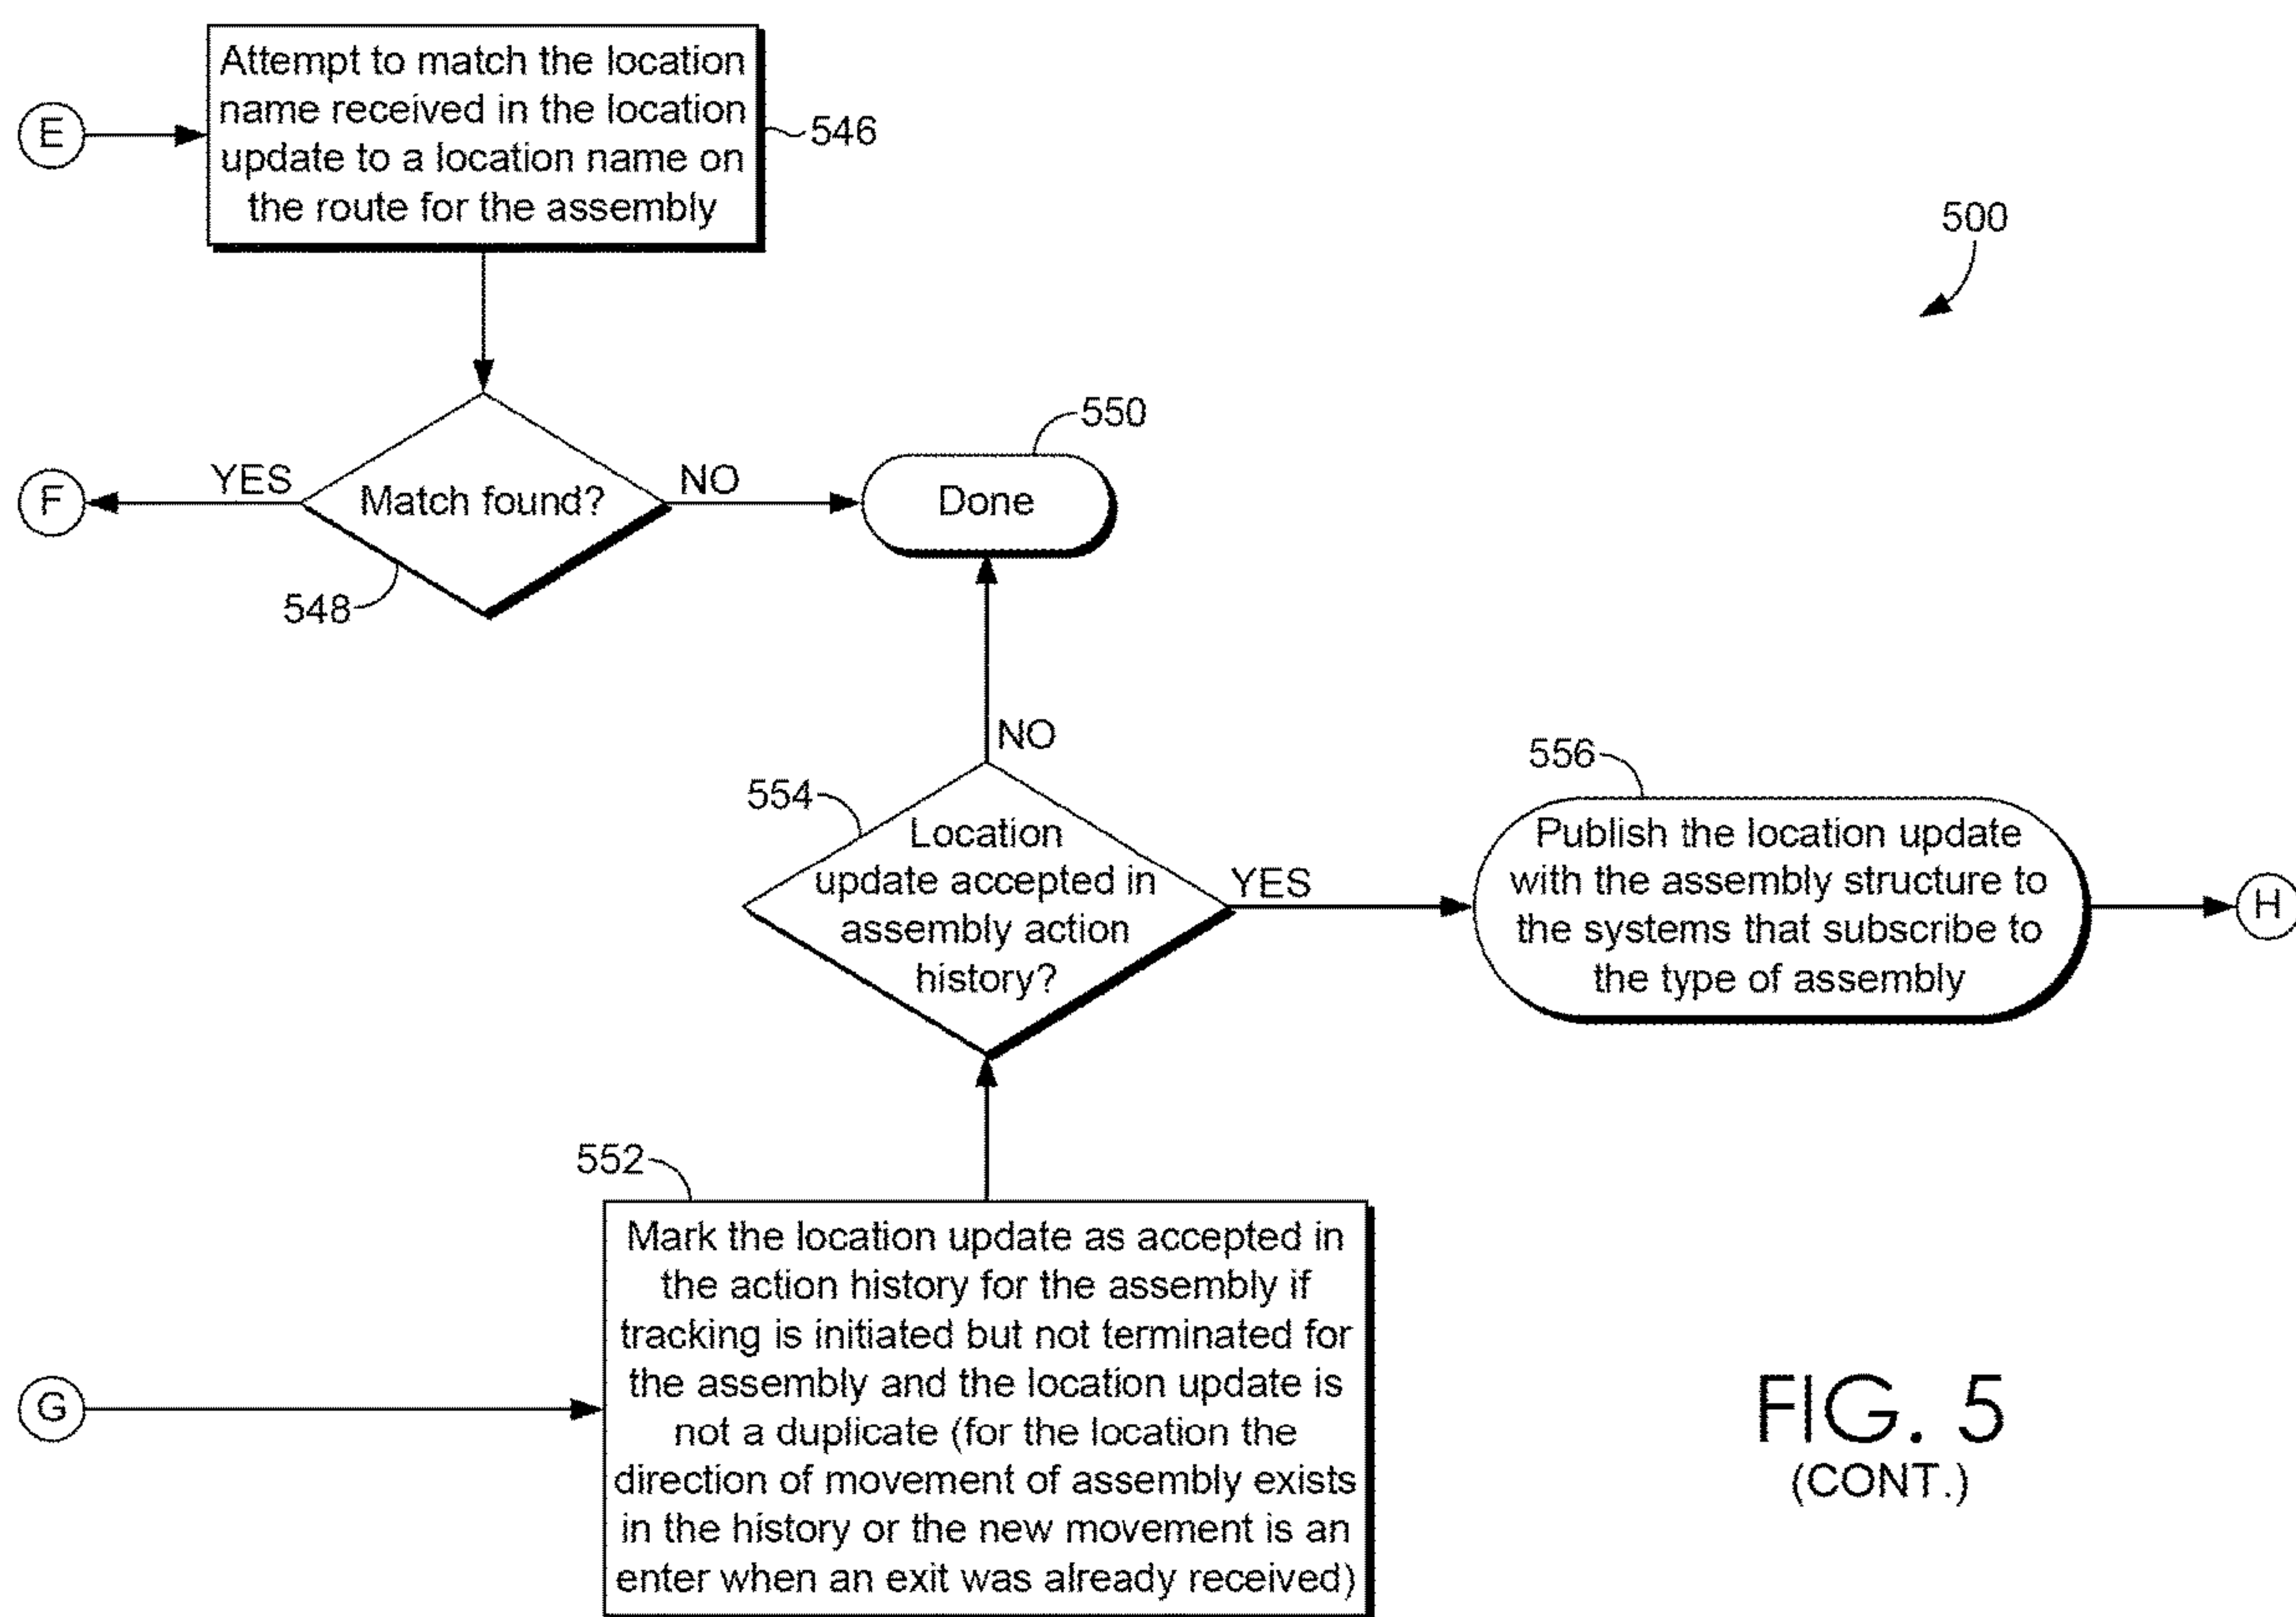 E
Attempt to match the location
name received in the location
update to a location name on
the route for the assembly
546
500
550
F
YES
Match found?
NO
Done
548
NO
554
Location
update accepted in
assembly action
history?
YES
556
Publish the location update
with the assembly structure to
the systems that subscribe to
the type of assembly
H
552
G
Mark the location update as accepted in
the action history for the assembly if
tracking is initiated but not terminated for
the assembly and the location update is
not a duplicate (for the location the
direction of movement of assembly exists
in the history or the new movement is an
enter when an exit was already received)
FIG. 5
(CONT.)